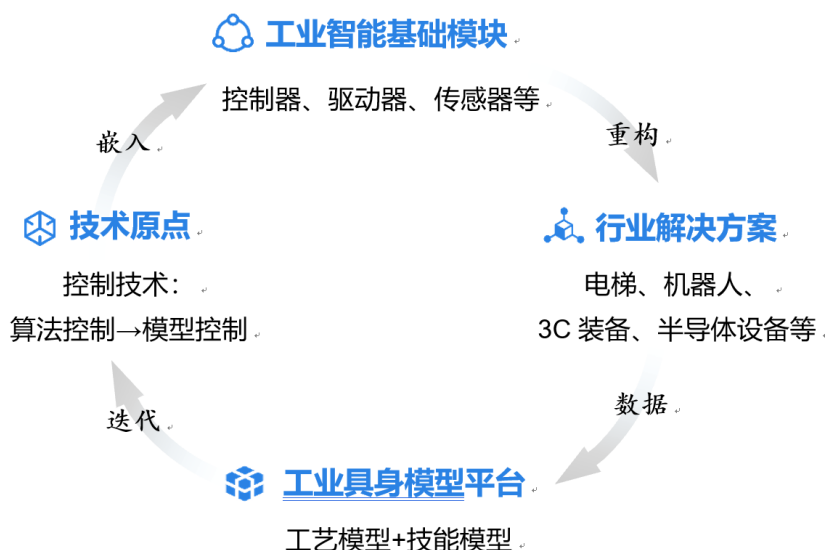 工业智能基础模块
控制器、驱动器、传感器等
嵌入
重构
技术原点
行业解决方案
控制技术：
算法控制→模型控制
电梯、机器人、
3C 装备、半导体设备等
迭代
数据
工业具身模型平台
工艺模型+技能模型